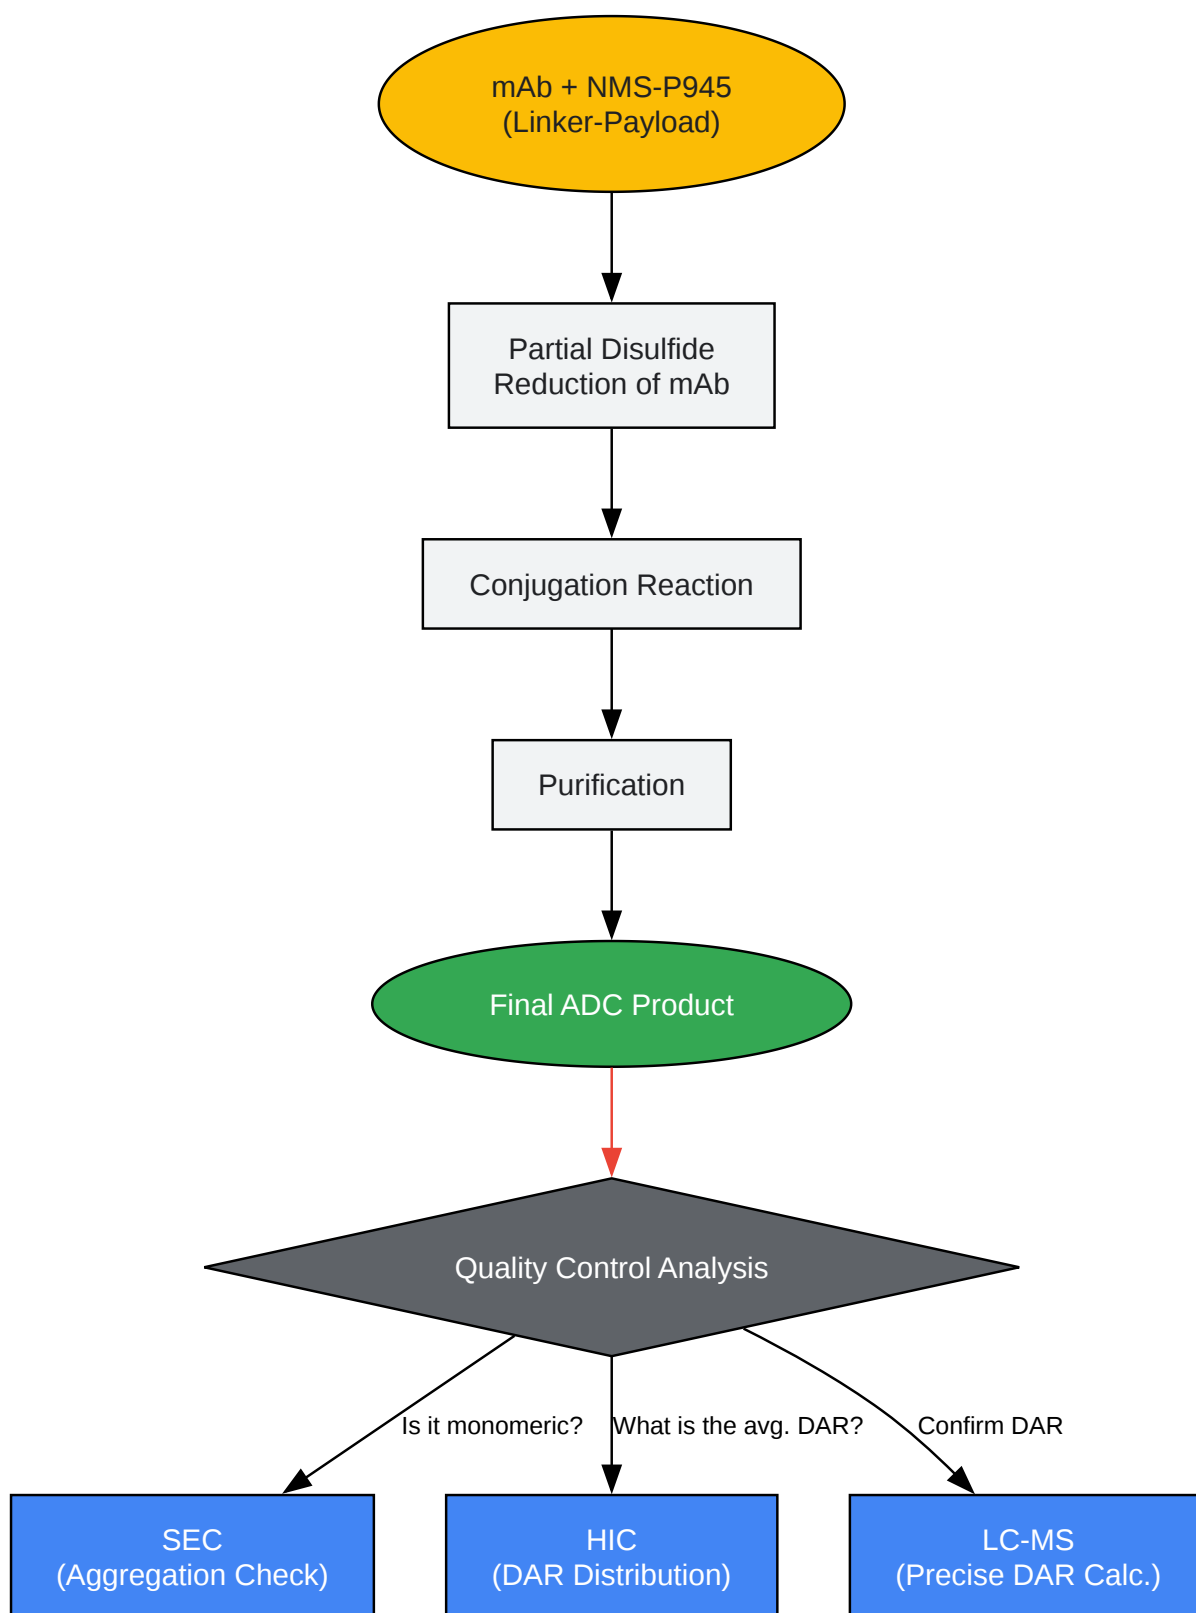 mAb + NMS-P945
(Linker-Payload)
Partial Disulfide
Reduction of mAb
Conjugation Reaction
Purification
Final ADC Product
Quality Control Analysis
Is it monomeric?
What is the avg. DAR?
Confirm DAR
SEC
(Aggregation Check)
HIC
(DAR Distribution)
LC-MS
(Precise DAR Calc.)